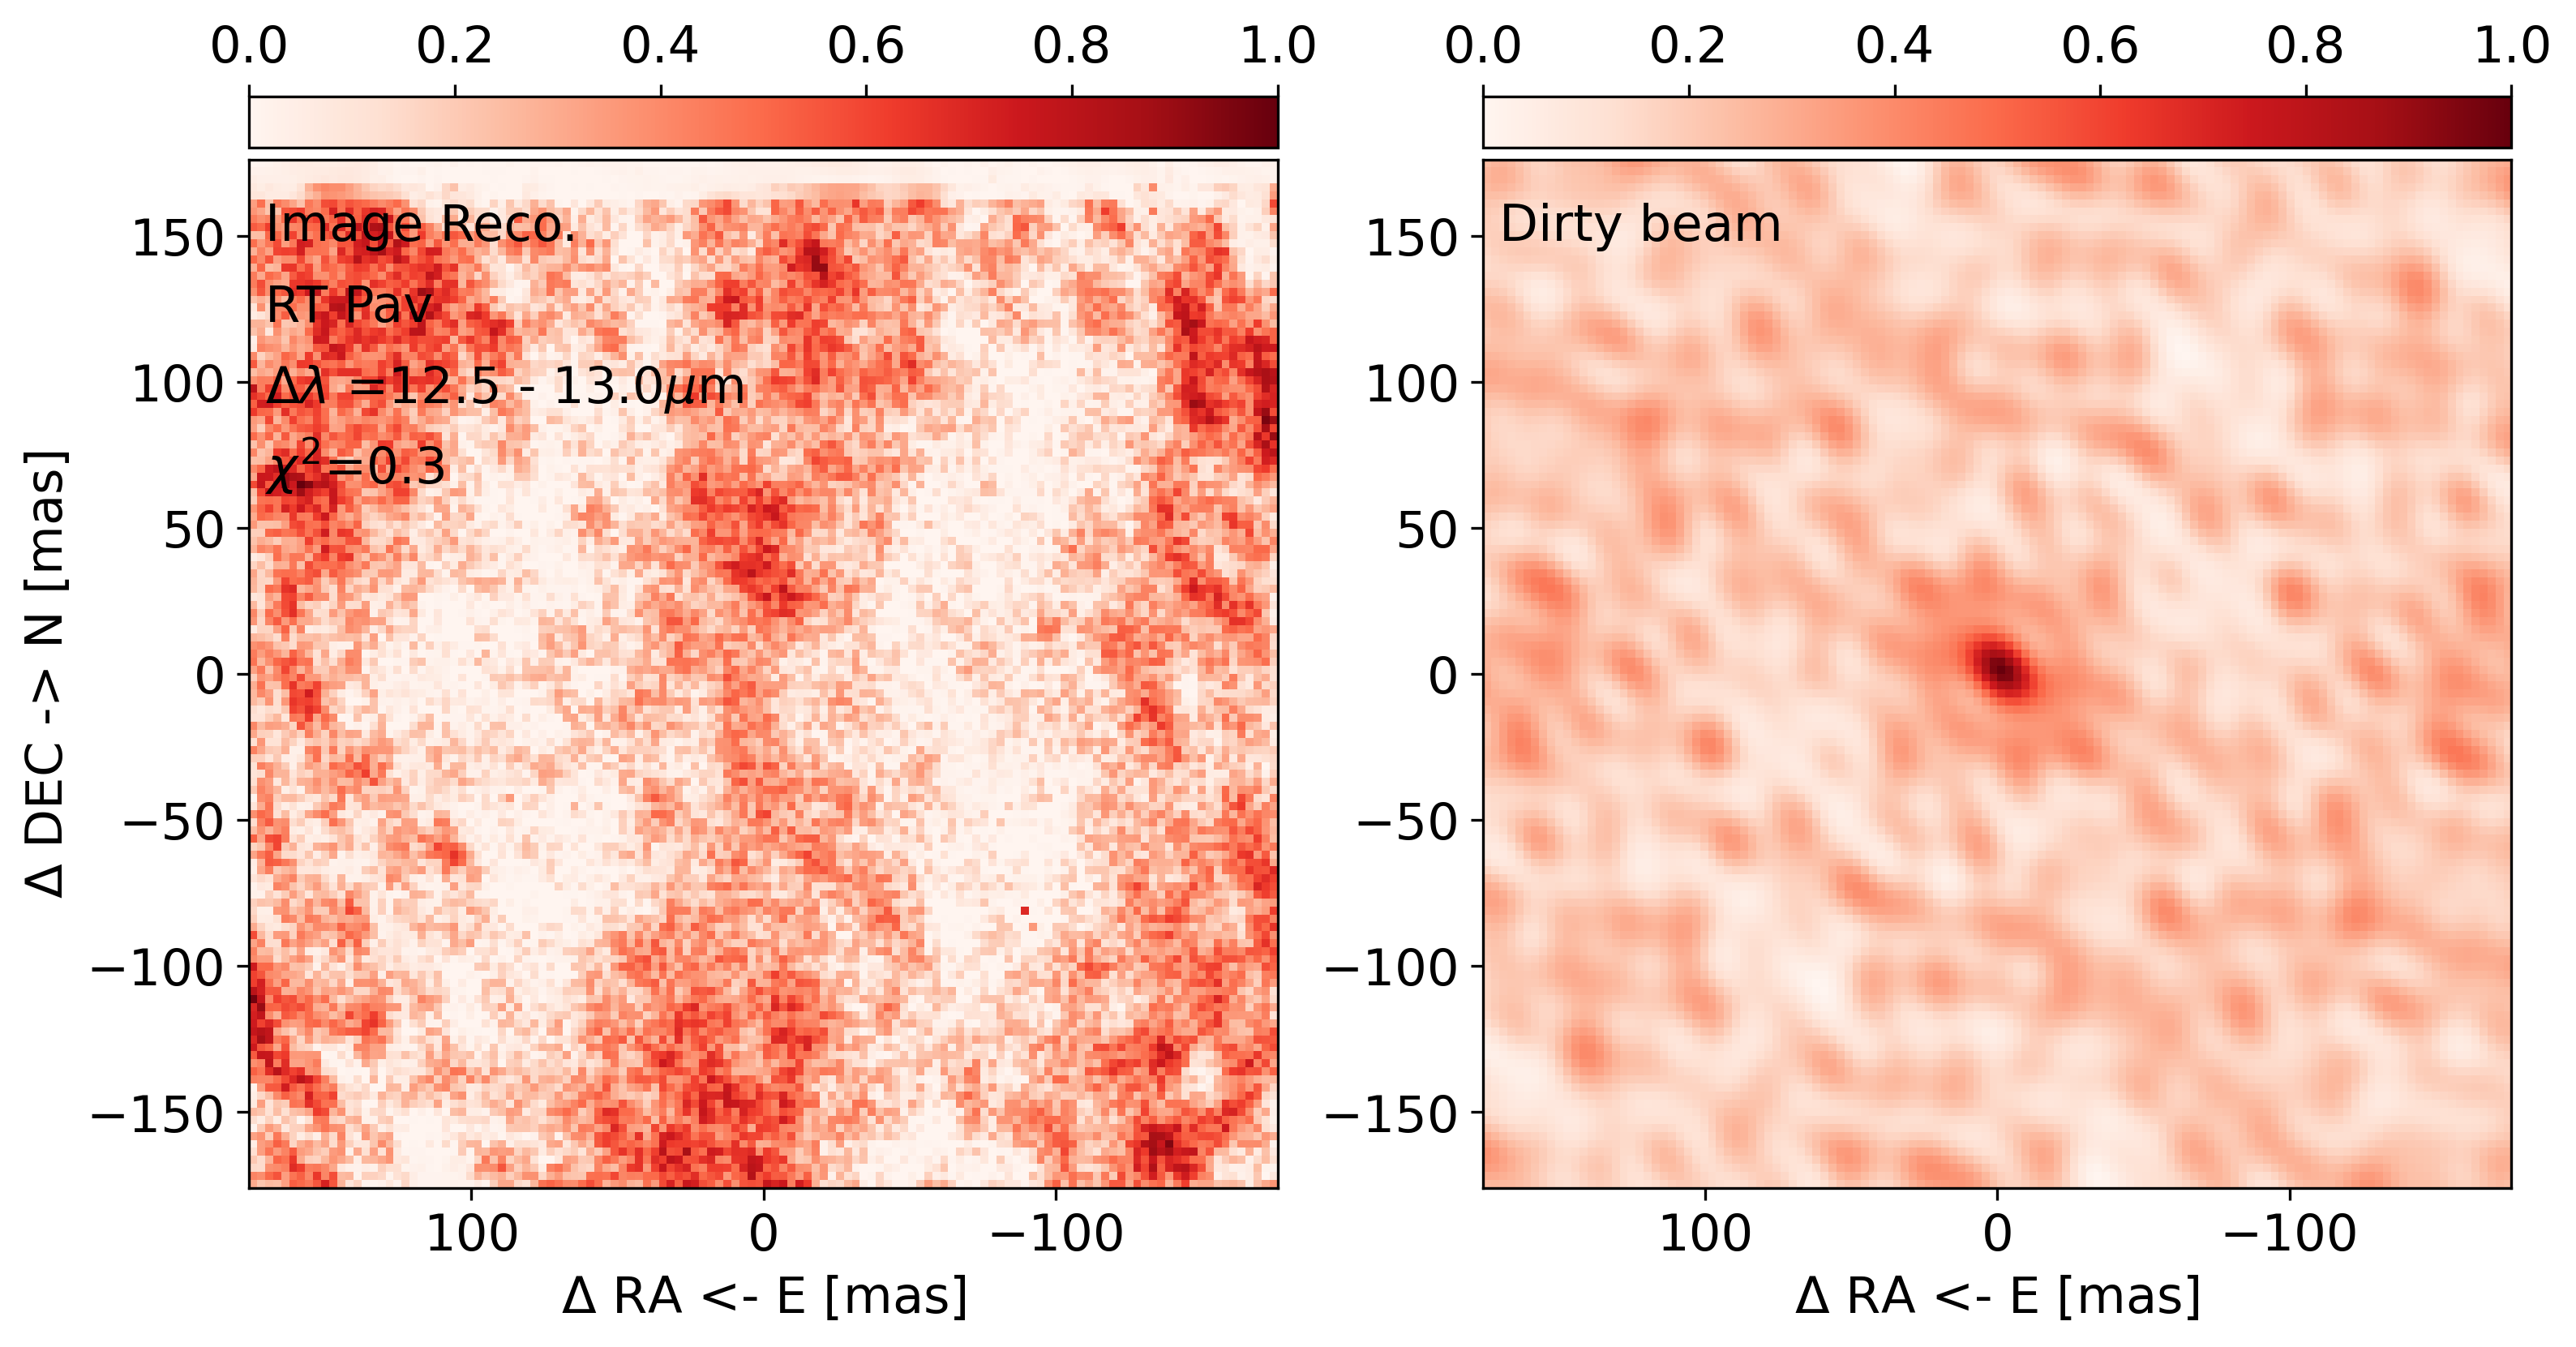 0.0 0.2 0.4 0.6 0.8 1.0
0.0 0.2 0.4 0.6 0.8 1.0
Image Reco.
RT Pav
Δλ =12.5 - 13.0μm
χ²=0.3
Dirty beam
150
100
50
0
−50
−100
−150
Δ DEC -> N [mas]
100 0 −100
Δ RA <- E [mas]
150
100
50
0
−50
−100
−150
100 0 −100
Δ RA <- E [mas]